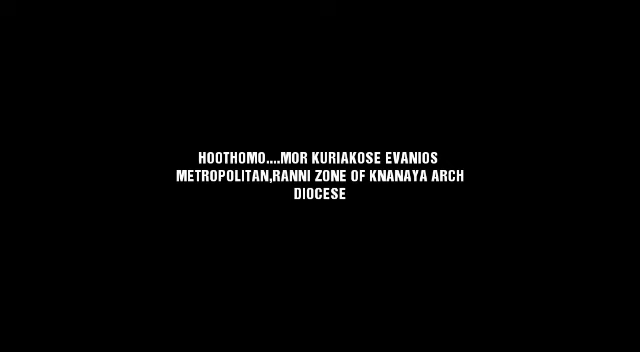 HOOTHOMO....MOR KURIAKOSE EVANIOS
METROPOLITAN,RANNI ZONE OF KNANAYA ARCH
DIOCESE